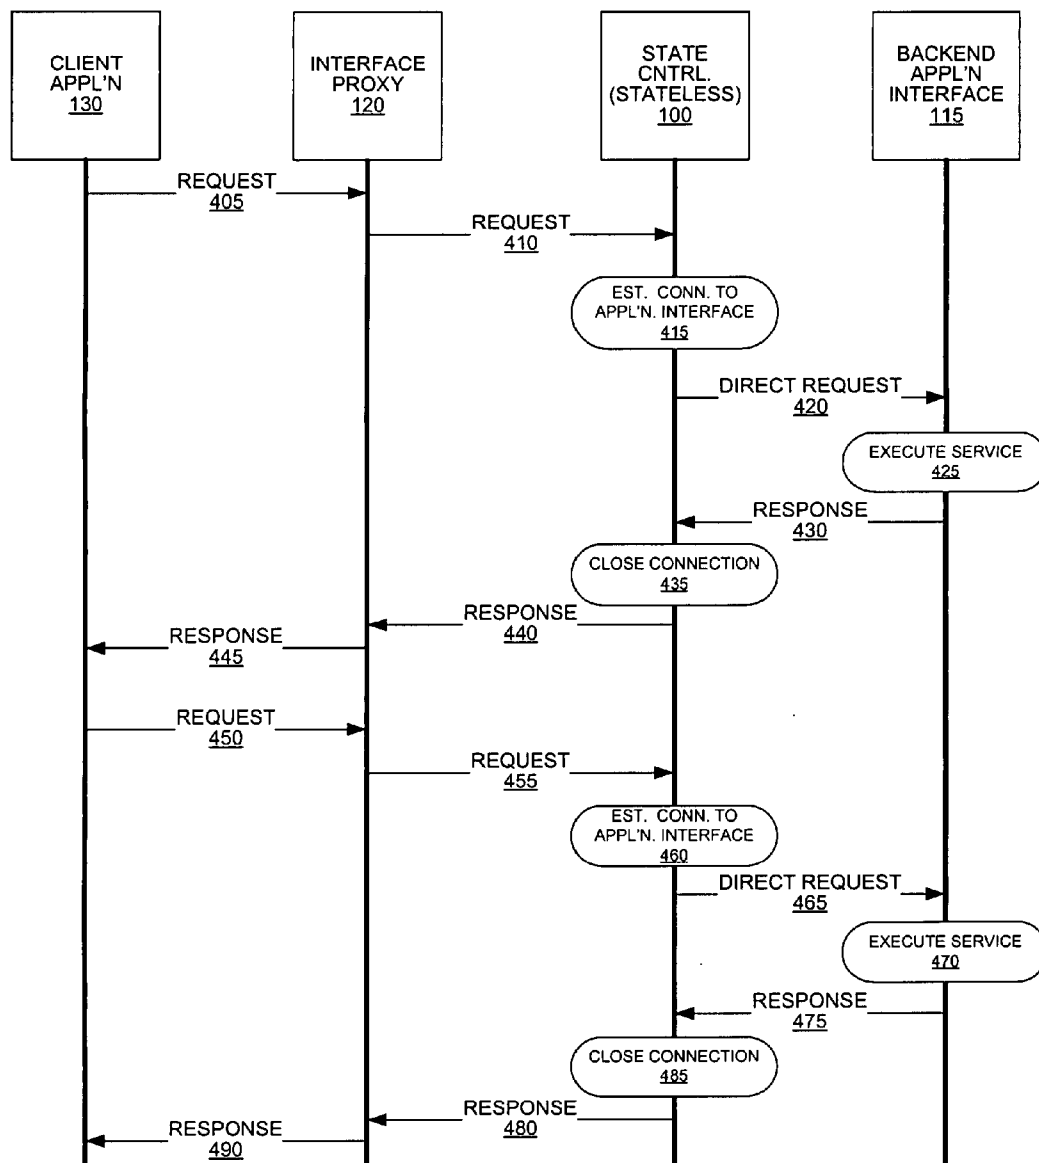 CLIENT
APPL'N
130
INTERFACE
PROXY
120
STATE
CNTRL.
(STATELESS)
100
BACKEND
APPL'N
INTERFACE
115
REQUEST
405
REQUEST
410
EST. CONN. TO
APPL'N. INTERFACE
415
DIRECT REQUEST
420
EXECUTE SERVICE
425
RESPONSE
430
CLOSE CONNECTION
435
RESPONSE
440
RESPONSE
445
REQUEST
450
REQUEST
455
EST. CONN. TO
APPL'N. INTERFACE
460
DIRECT REQUEST
465
EXECUTE SERVICE
470
RESPONSE
475
CLOSE CONNECTION
485
RESPONSE
480
RESPONSE
490